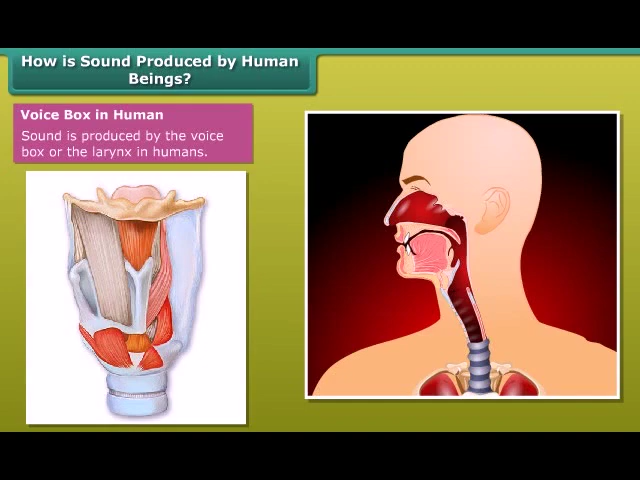 How is Sound Produced by Human
Beings?
Voice Box in Human
Sound is produced by the voice
box or the larynx in humans.